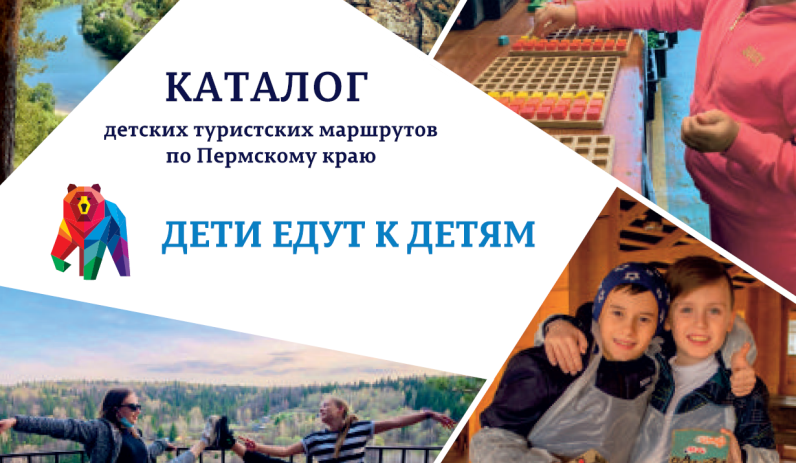 КАТАЛОГ
детских туристских маршрутов
по Пермскому краю
ДЕТИ ЕДУТ К ДЕТЯМ